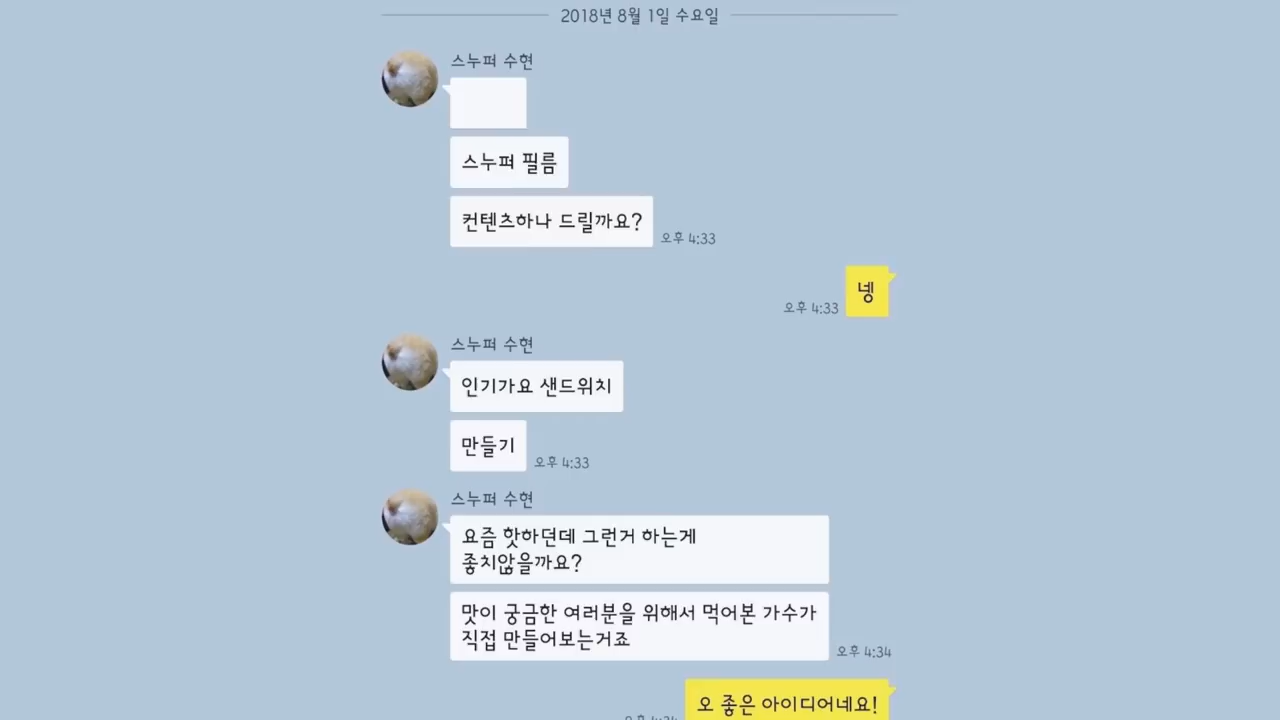 2018년 8월 1일 수요일
스누퍼 수현
스누퍼 필름
컨텐츠하나 드릴까요?
오후 4:33
넹
오후 4:33
스누퍼 수현
인기가요 샌드위치
만들기
오후 4:33
스누퍼 수현
요즘 핫하던데 그런거 하는게
좋치않을까요?
맛이 궁금한 여러분을 위해서 먹어본 가수가
직접 만들어보는거죠
오후 4:34
오 좋은 아이디어네요!